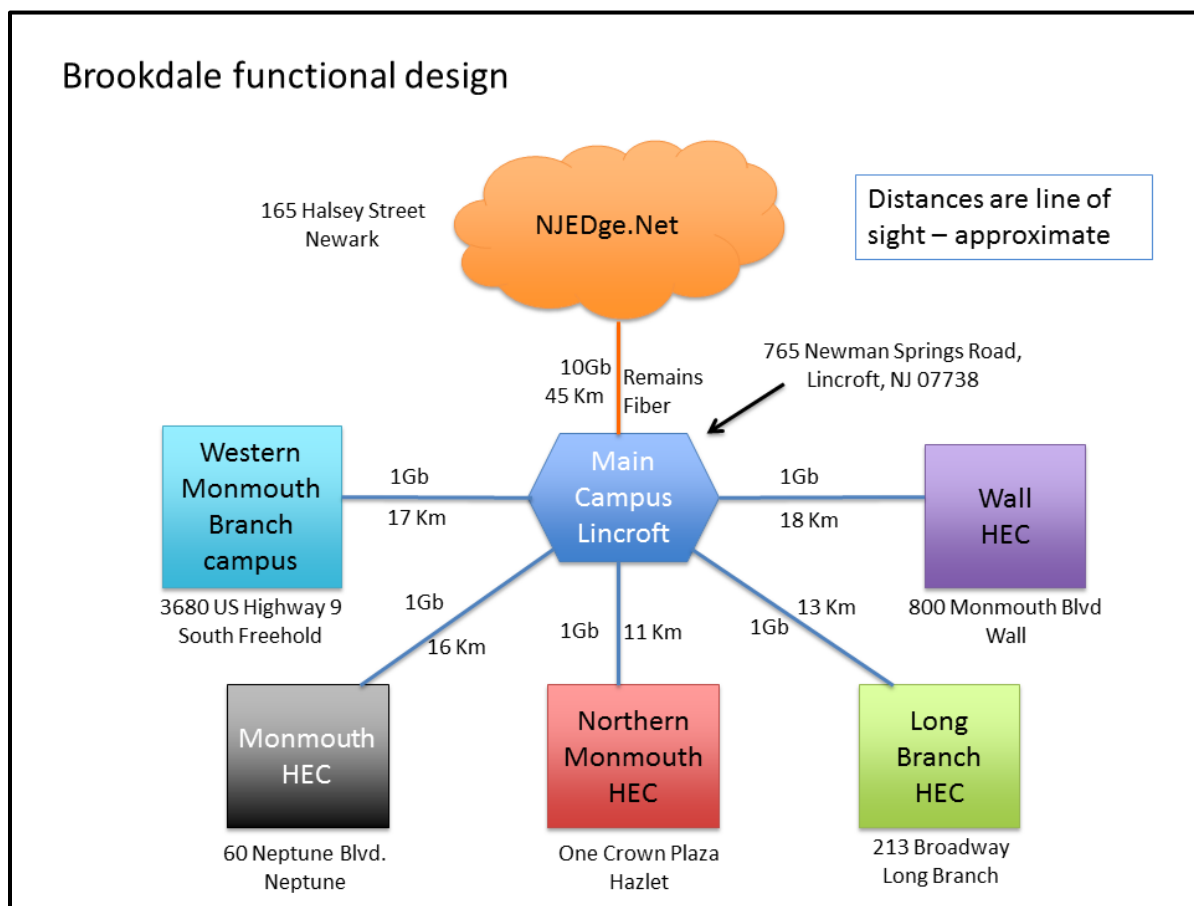 Brookdale functional design
165 Halsey Street
Newark
NJEDge.Net
Distances are line of
sight – approximate
10Gb
45 Km
Remains
Fiber
765 Newman Springs Road,
Lincroft, NJ 07738
Western
Monmouth
Branch
campus
1Gb
17 Km
Main
Campus
Lincroft
1Gb
18 Km
Wall
HEC
3680 US Highway 9
South Freehold
1Gb
16 Km
1Gb
11 Km
13 Km
1Gb
800 Monmouth Blvd
Wall
Monmouth
HEC
Northern
Monmouth
HEC
Long
Branch
HEC
60 Neptune Blvd.
Neptune
One Crown Plaza
Hazlet
213 Broadway
Long Branch